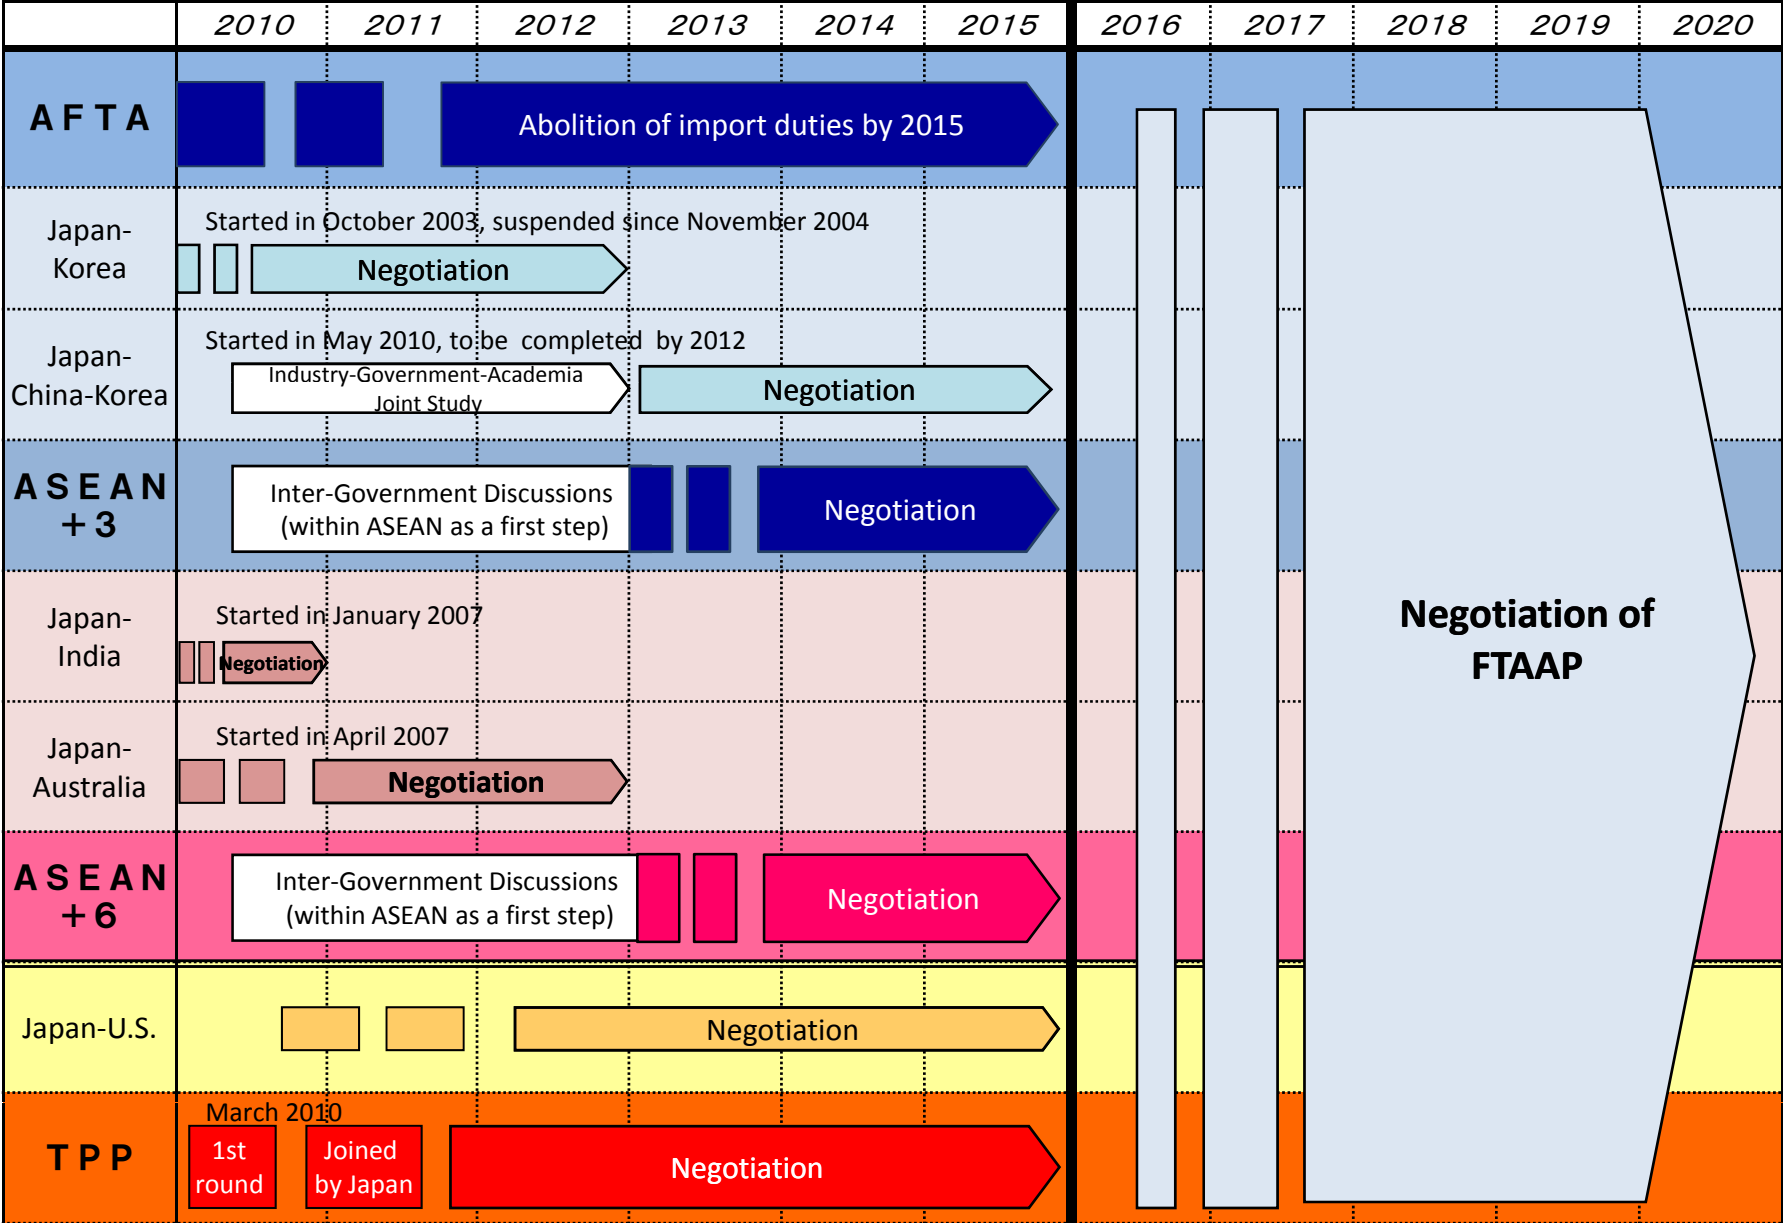 2010 2011 2012 2013 2014 2015 2016 2017 2018 2019 2020
AFTA
Abolition of import duties by 2015
Japan-
Korea
Started in October 2003, suspended since November 2004
Negotiation
Japan-
China-Korea
Started in May 2010, to be completed by 2012
Industry-Government-Academia
Joint Study
Negotiation
ASEAN
+3
Inter-Government Discussions
(within ASEAN as a first step)
Negotiation
Japan-
India
Started in January 2007
Negotiation
Japan-
Australia
Started in April 2007
Negotiation
ASEAN
+6
Inter-Government Discussions
(within ASEAN as a first step)
Negotiation
Japan-U.S.
Negotiation
TPP
March 2010
1st
round
Joined
by Japan
Negotiation
Negotiation of
FTAAP